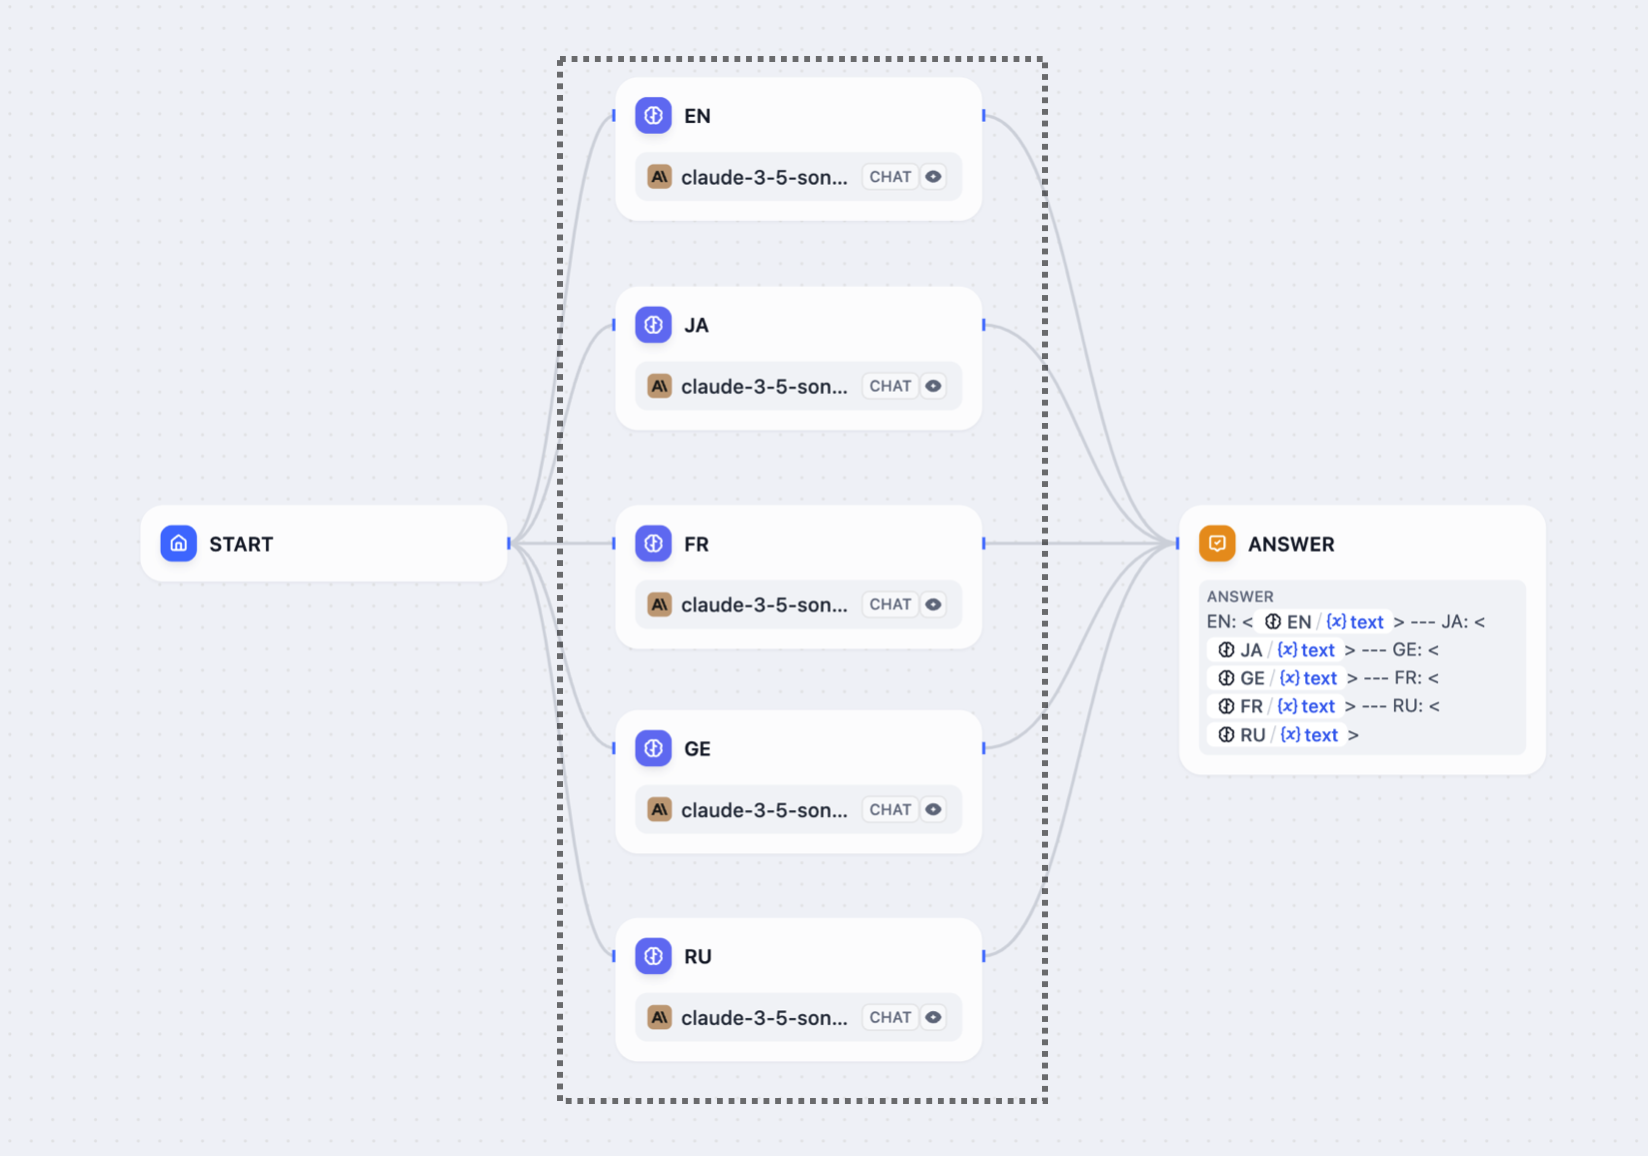 EN
claude-3-5-son... CHAT
JA
claude-3-5-son... CHAT
START
FR
claude-3-5-son... CHAT
GE
claude-3-5-son... CHAT
RU
claude-3-5-son... CHAT
ANSWER
ANSWER
EN: < EN / {x} text > --- JA: <
JA / {x} text > --- GE: <
GE / {x} text > --- FR: <
FR / {x} text > --- RU: <
RU / {x} text >